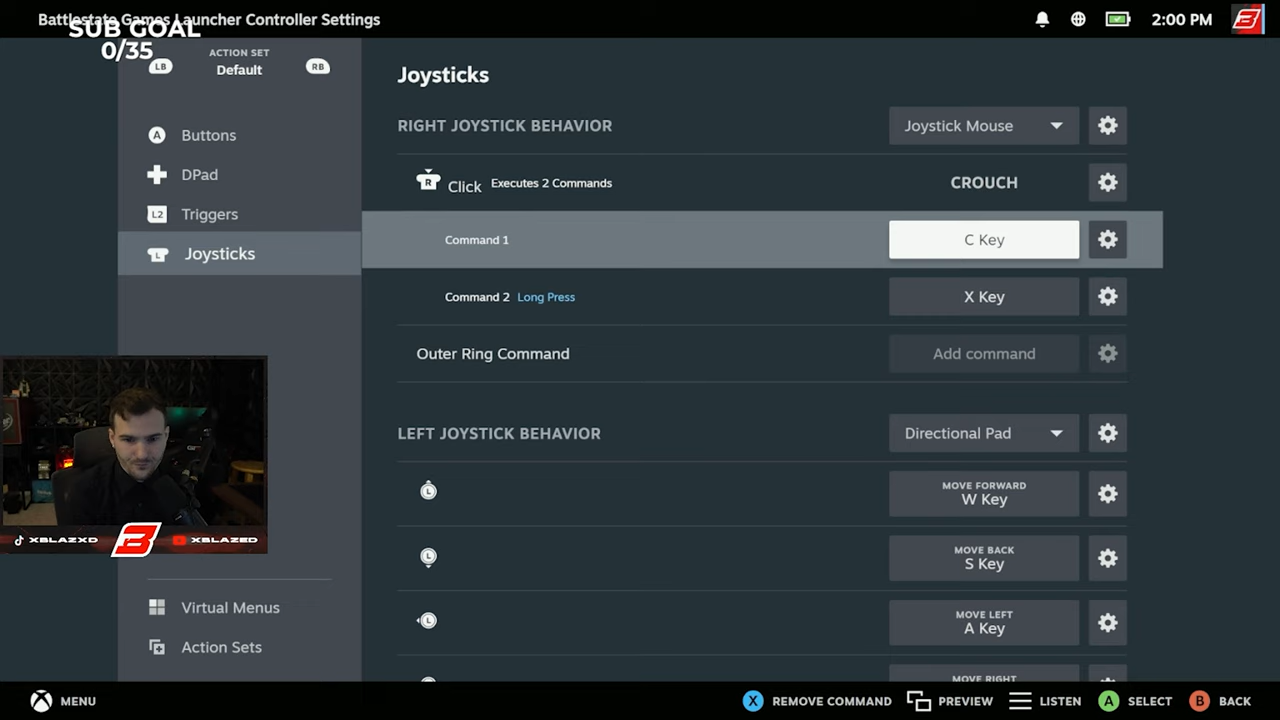 Battlestate Games Launcher Controller Settings
2:00 PM
SUB GOAL
0/35
LB
ACTION SET
Default
RB
A Buttons
DPad
L2 Triggers
L Joysticks
Virtual Menus
Action Sets
Joysticks
RIGHT JOYSTICK BEHAVIOR
Joystick Mouse
R Click Executes 2 Commands
CROUCH
Command 1
C Key
Command 2 Long Press
X Key
Outer Ring Command
Add command
LEFT JOYSTICK BEHAVIOR
Directional Pad
L
MOVE FORWARD
W Key
L
MOVE BACK
S Key
L
MOVE LEFT
A Key
MOVE RIGHT
XBLAZXD
B
XBLAZED
MENU
X REMOVE COMMAND
PREVIEW
LISTEN
A SELECT
B BACK